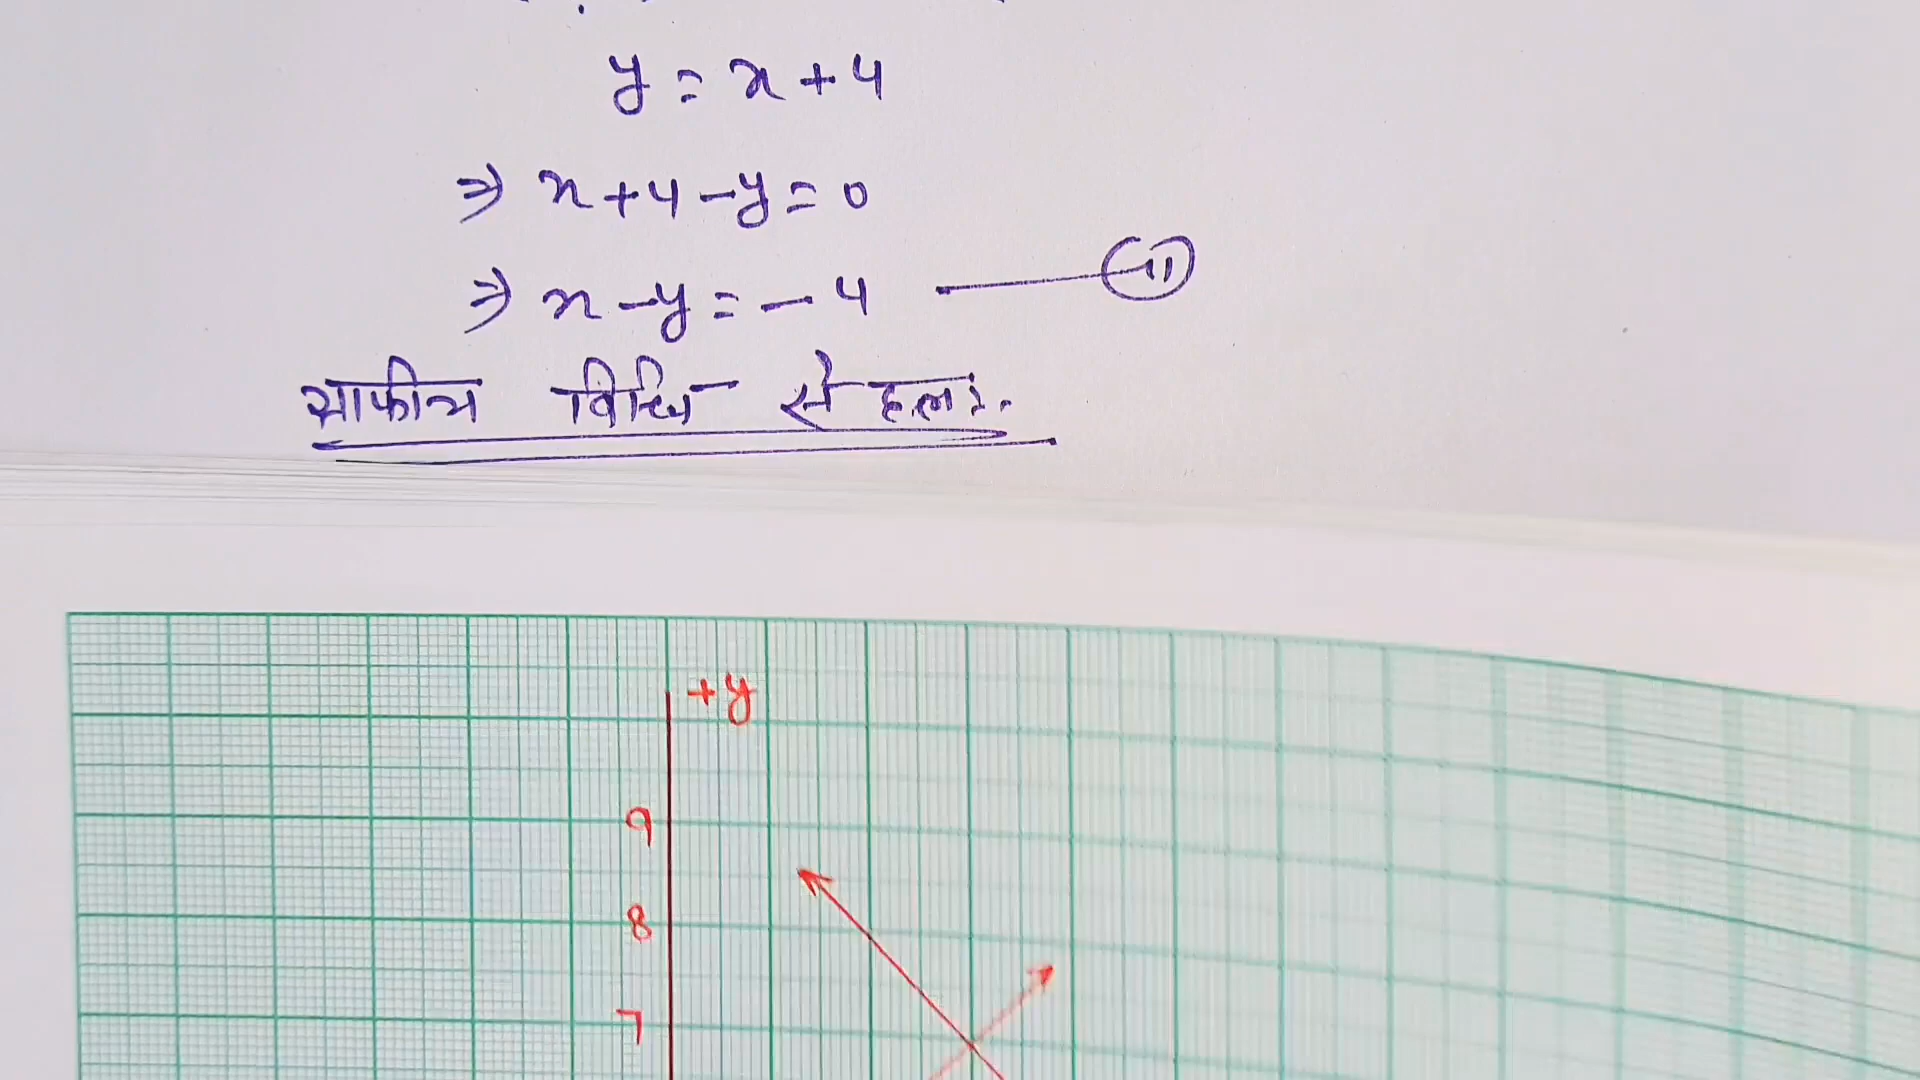 y = x + 4
⇒ x + 4 - y = 0
⇒ x - y = - 4 —— (ii)
ग्राफीय विधि से हल:-
+y
9
8
7